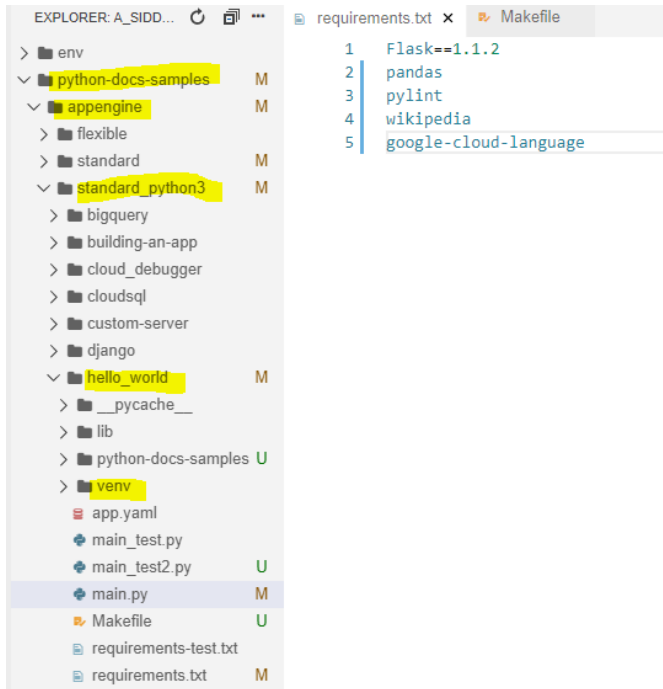 EXPLORER: A_SIDD...
env
python-docs-samples M
appengine M
flexible
standard M
standard_python3 M
bigquery
building-an-app
cloud_debugger
cloudsql
custom-server
django
hello_world M
__pycache__
lib
python-docs-samples U
venv
app.yaml
main_test.py
main_test2.py U
main.py M
Makefile U
requirements-test.txt
requirements.txt M
requirements.txt Makefile
1 Flask==1.1.2
2 pandas
3 pylint
4 wikipedia
5 google-cloud-language